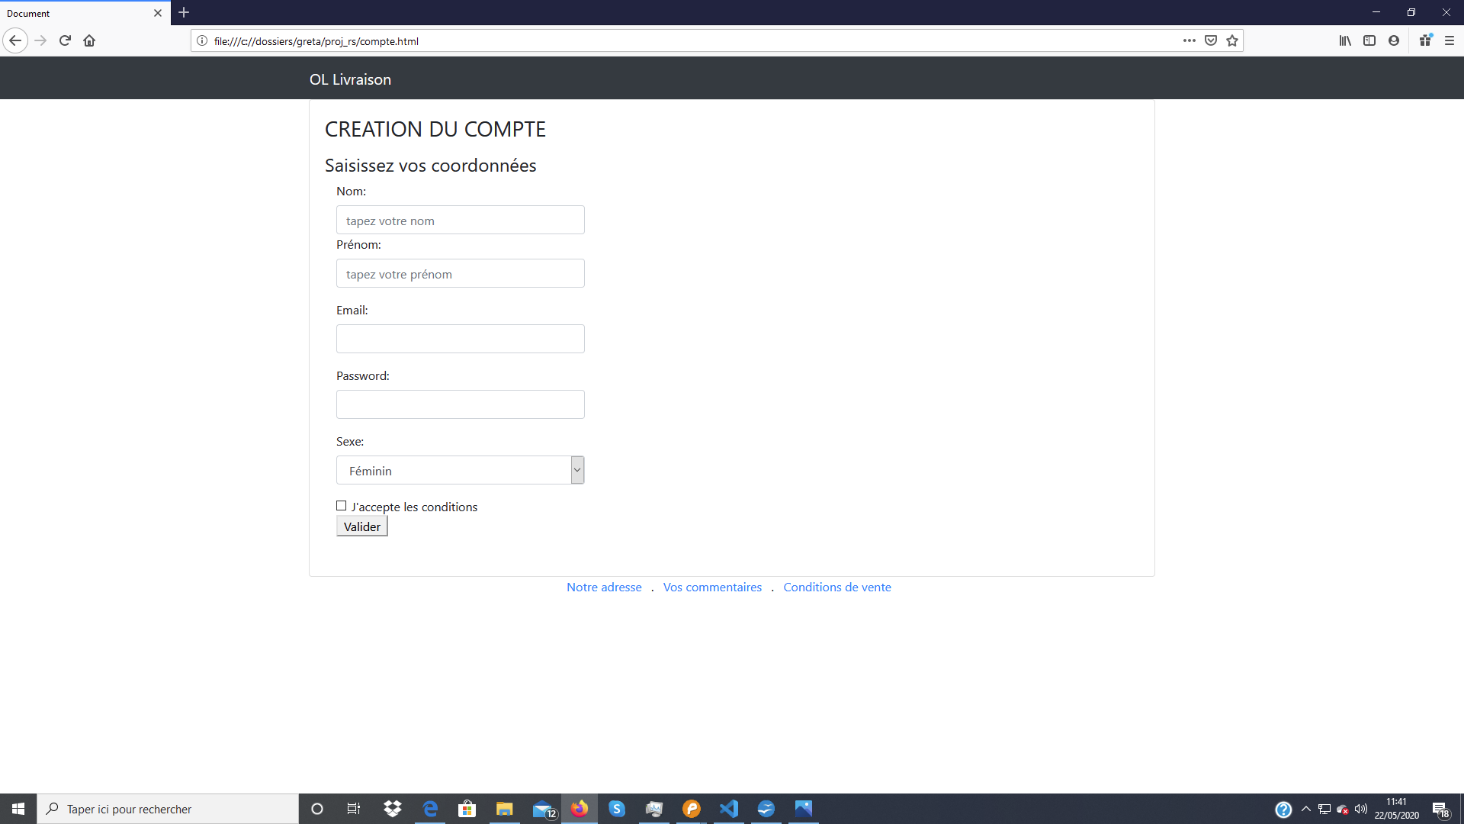 Document
file:///c://dossiers/greta/proj_rs/compte.html
OL Livraison
CREATION DU COMPTE
Saisissez vos coordonnées
Nom:
tapez votre nom
Prénom:
tapez votre prénom
Email:
Password:
Sexe:
Féminin
J'accepte les conditions
Valider
Notre adresse . Vos commentaires . Conditions de vente
Taper ici pour rechercher
12
11:41
22/05/2020
18